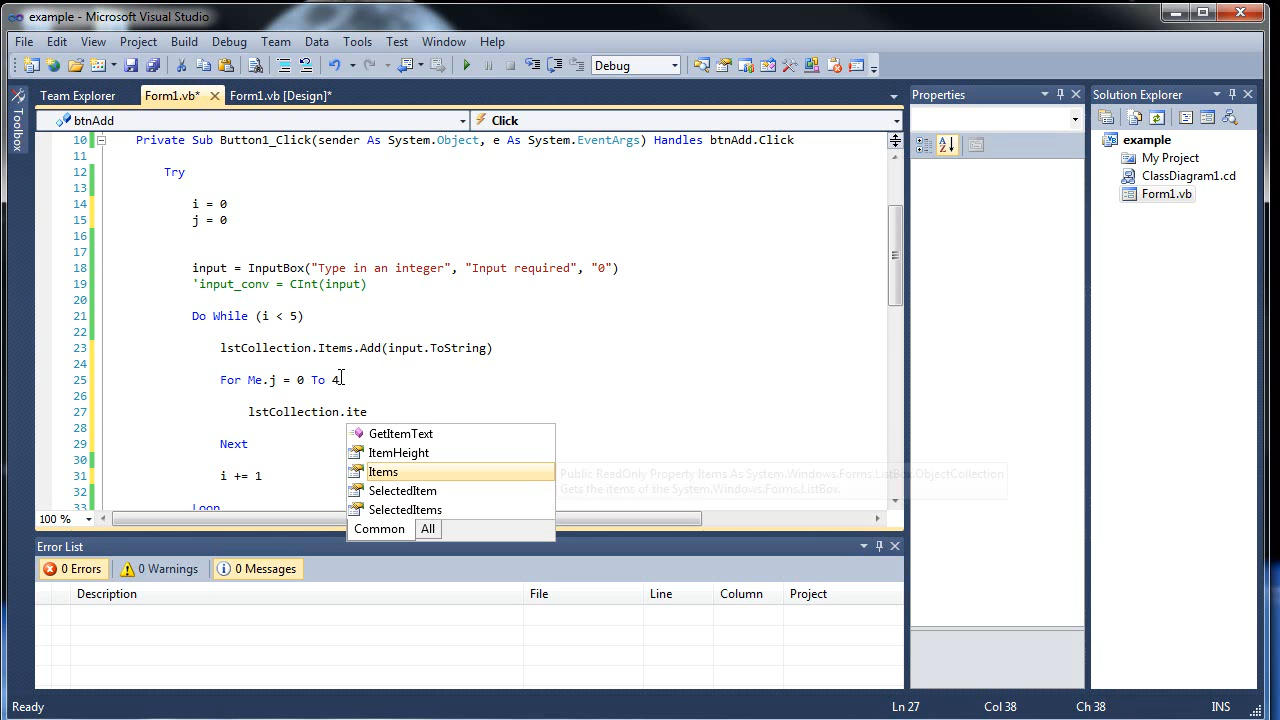 example - Microsoft Visual Studio
File Edit View Project Build Debug Team Data Tools Test Window Help
Debug
Team Explorer Form1.vb* Form1.vb [Design]*
btnAdd Click
10 Private Sub Button1_Click(sender As System.Object, e As System.EventArgs) Handles btnAdd.Click
11
12 Try
13
14 i = 0
15 j = 0
16
17
18 input = InputBox("Type in an integer", "Input required", "0")
19 'input_conv = CInt(input)
20
21 Do While (i < 5)
22
23 lstCollection.Items.Add(input.ToString)
24
25 For Me.j = 0 To 4
26
27 lstCollection.ite
28
29 Next
30
31 i += 1
32
33 Loop
GetItemText
ItemHeight
Items
SelectedItem
SelectedItems
Common All
Public ReadOnly Property Items As System.Windows.Forms.ListBox.ObjectCollection
Gets the items of the System.Windows.Forms.ListBox.
100 %
Toolbox
Properties
Solution Explorer
example
My Project
ClassDiagram1.cd
Form1.vb
Error List
0 Errors 0 Warnings 0 Messages
Description File Line Column Project
Ready Ln 27 Col 38 Ch 38 INS